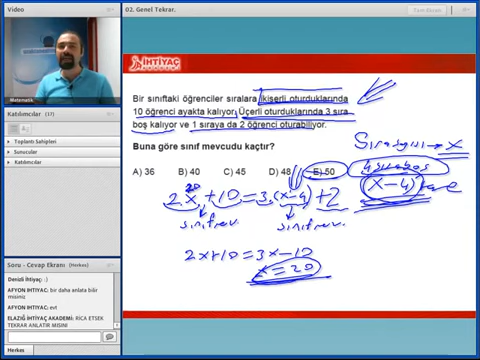 Video
02. Genel Tekrar.
Tam Ekran
Matematik
Katılımcılar
Toplantı Sahipleri
Sunucular
Katılımcılar
İHTİYAÇ
Bir sınıftaki öğrenciler sıralara ikişerli oturduklarında
10 öğrenci ayakta kalıyor. Üçerli oturduklarında 3 sıra
boş kalıyor ve 1 sıraya da 2 öğrenci oturabiliyor.
Buna göre sınıf mevcudu kaçtır?
A) 36 B) 40 C) 45 D) 48 E) 50
Sıra sayısı → x
4 sıra boş
(x-4)
20
2.x+10=3.(x-4)+2
sınıf mev. sınıf mev.
2x+10=3x-10
x=20
Soru - Cevap Ekranı (Herkes)
Denizli İHTİYAÇ: :)
AFYON İHTİYAÇ: bir daha anlata bilir
misiniz
AFYON İHTİYAÇ: evt
ELAZIĞ İHTİYAÇ AKADEMİ: RİCA ETSEK
TEKRAR ANLATIR MISINI
Herkes